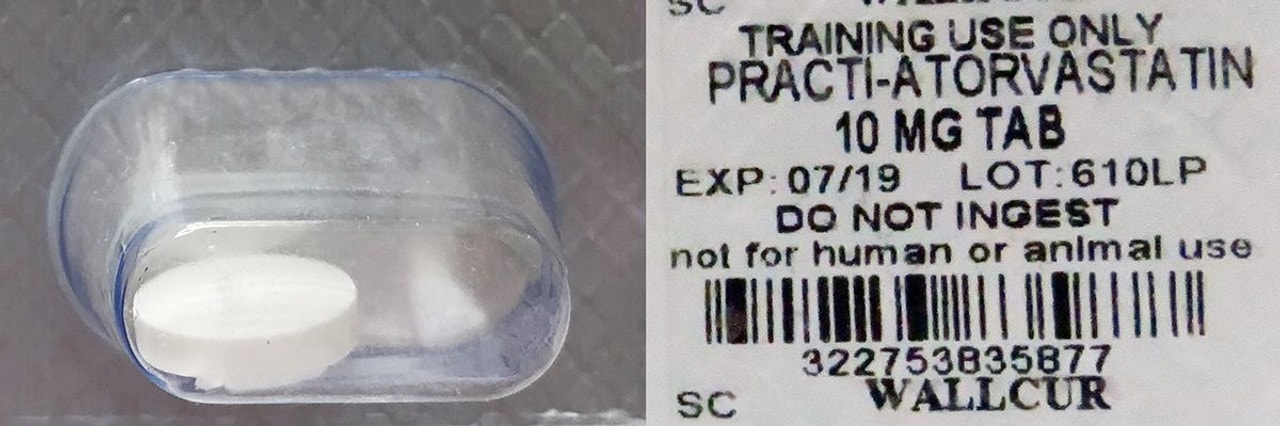 SC
TRAINING USE ONLY
PRACTI-ATORVASTATIN
10 MG TAB
EXP: 07/19 LOT: 610LP
DO NOT INGEST
not for human or animal use
322753835877
SC WALLCUR